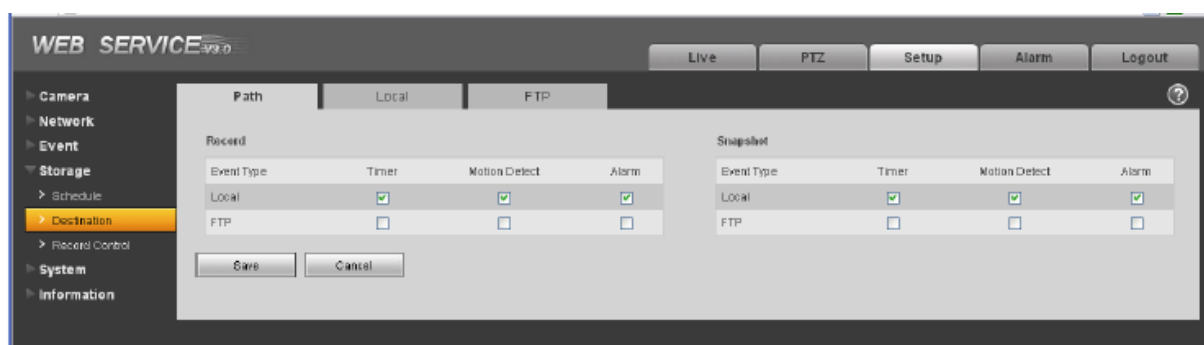 WEB SERVICE V3.0
Live PTZ Setup Alarm Logout
Camera
Network
Event
Storage
Schedule
Destination
Record Control
System
Information
Path Local FTP
?
Record
Event Type Timer Motion Detect Alarm
Local
FTP
Save Cancel
Snapshot
Event Type Timer Motion Detect Alarm
Local
FTP